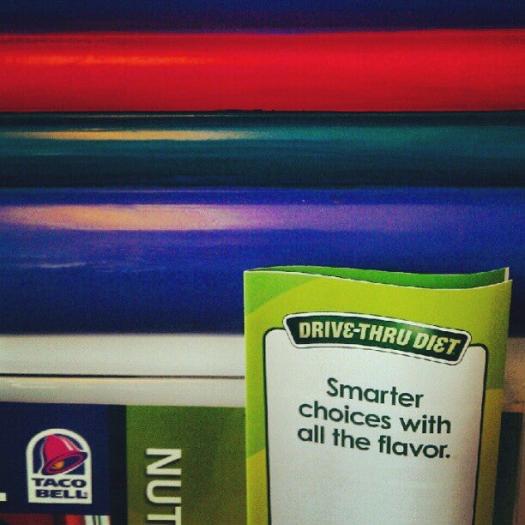 DRIVE-THRU DIET
Smarter
choices with
all the flavor.
TACO
BELL
NUT